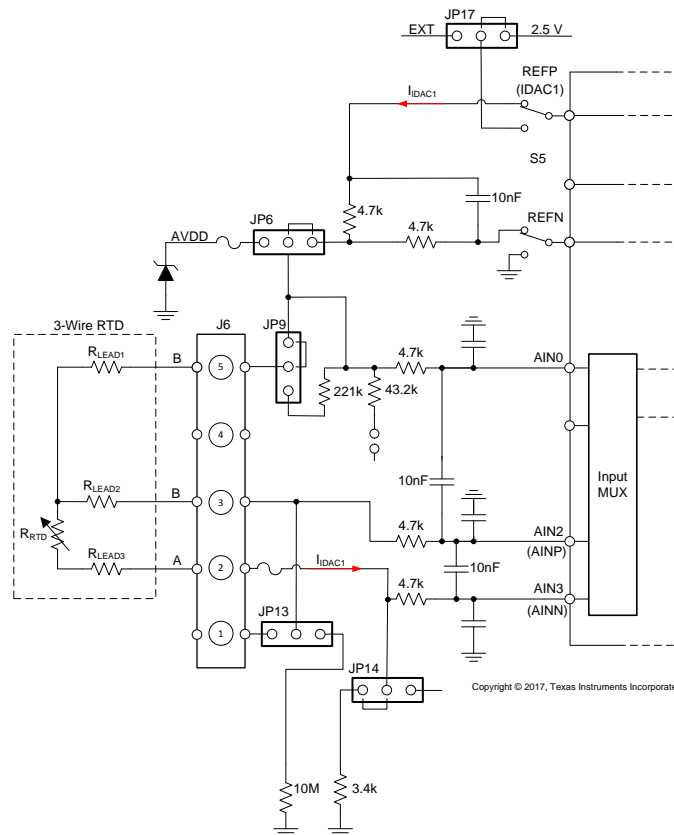 JP17
EXT
2.5 V
REFP
(IDAC1)
IIDAC1
S5
10nF
4.7k
4.7k
REFN
JP6
AVDD
3-Wire RTD
J6
JP9
RLEAD1
B
5
4.7k
AIN0
221k
43.2k
4
10nF
Input
MUX
RLEAD2
B
3
4.7k
AIN2
(AINP)
RRTD
RLEAD3
A
2
IIDAC1
4.7k
10nF
AIN3
(AINN)
JP13
1
JP14
Copyright © 2017, Texas Instruments Incorporate
10M
3.4k